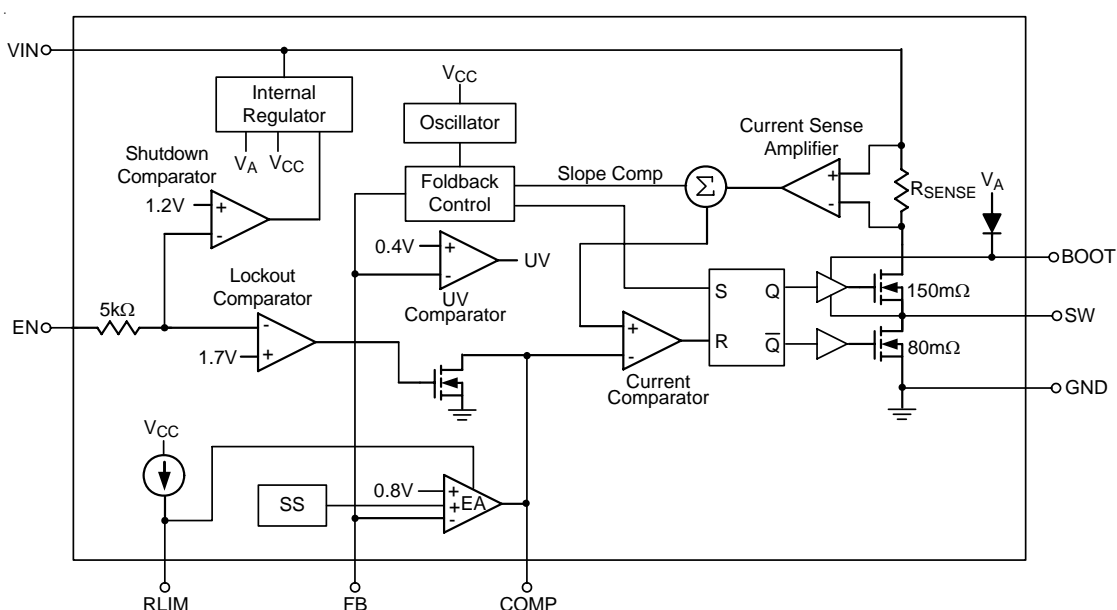 VIN
Internal
Regulator
VA VCC
Shutdown
Comparator
1.2V
+
-
VCC
Oscillator
Foldback
Control
Slope Comp
Σ
Current Sense
Amplifier
+
-
RSENSE
VA
BOOT
0.4V
+
-
UV
UV
Comparator
Lockout
Comparator
5kΩ
EN
-
+
1.7V
S Q
R Q
+
-
Current
Comparator
150mΩ
SW
80mΩ
GND
VCC
SS
0.8V
+
+
-
EA
RLIM
FB
COMP